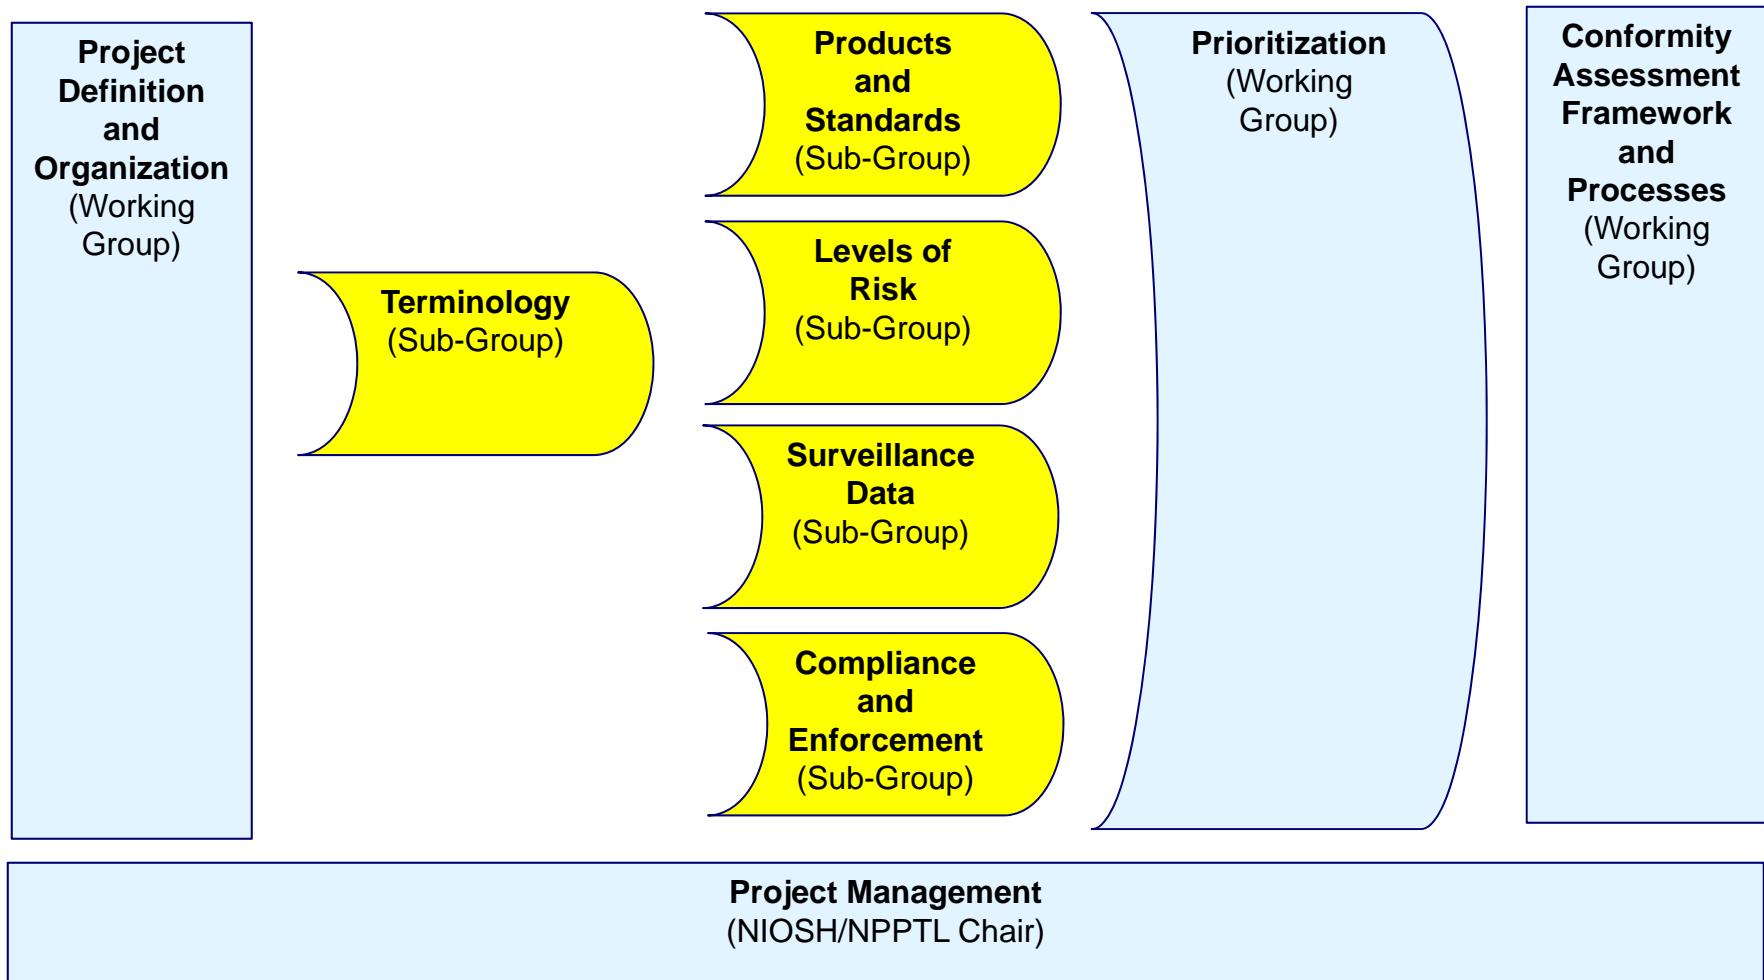 Project
Definition
and
Organization
(Working
Group)
Terminology
(Sub-Group)
Products
and
Standards
(Sub-Group)
Levels of
Risk
(Sub-Group)
Surveillance
Data
(Sub-Group)
Compliance
and
Enforcement
(Sub-Group)
Prioritization
(Working
Group)
Conformity
Assessment
Framework
and
Processes
(Working
Group)
Project Management
(NIOSH/NPPTL Chair)